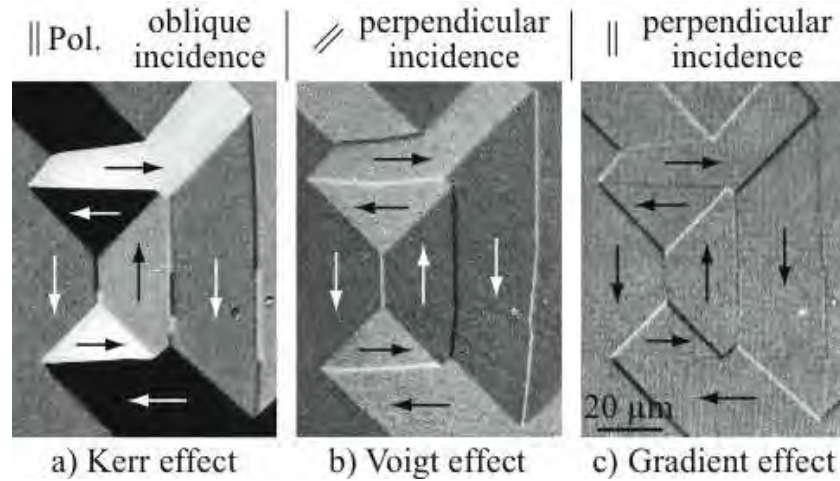 ∥ Pol. oblique incidence
⫽ perpendicular incidence
∥ perpendicular incidence
20 μm
a) Kerr effect
b) Voigt effect
c) Gradient effect